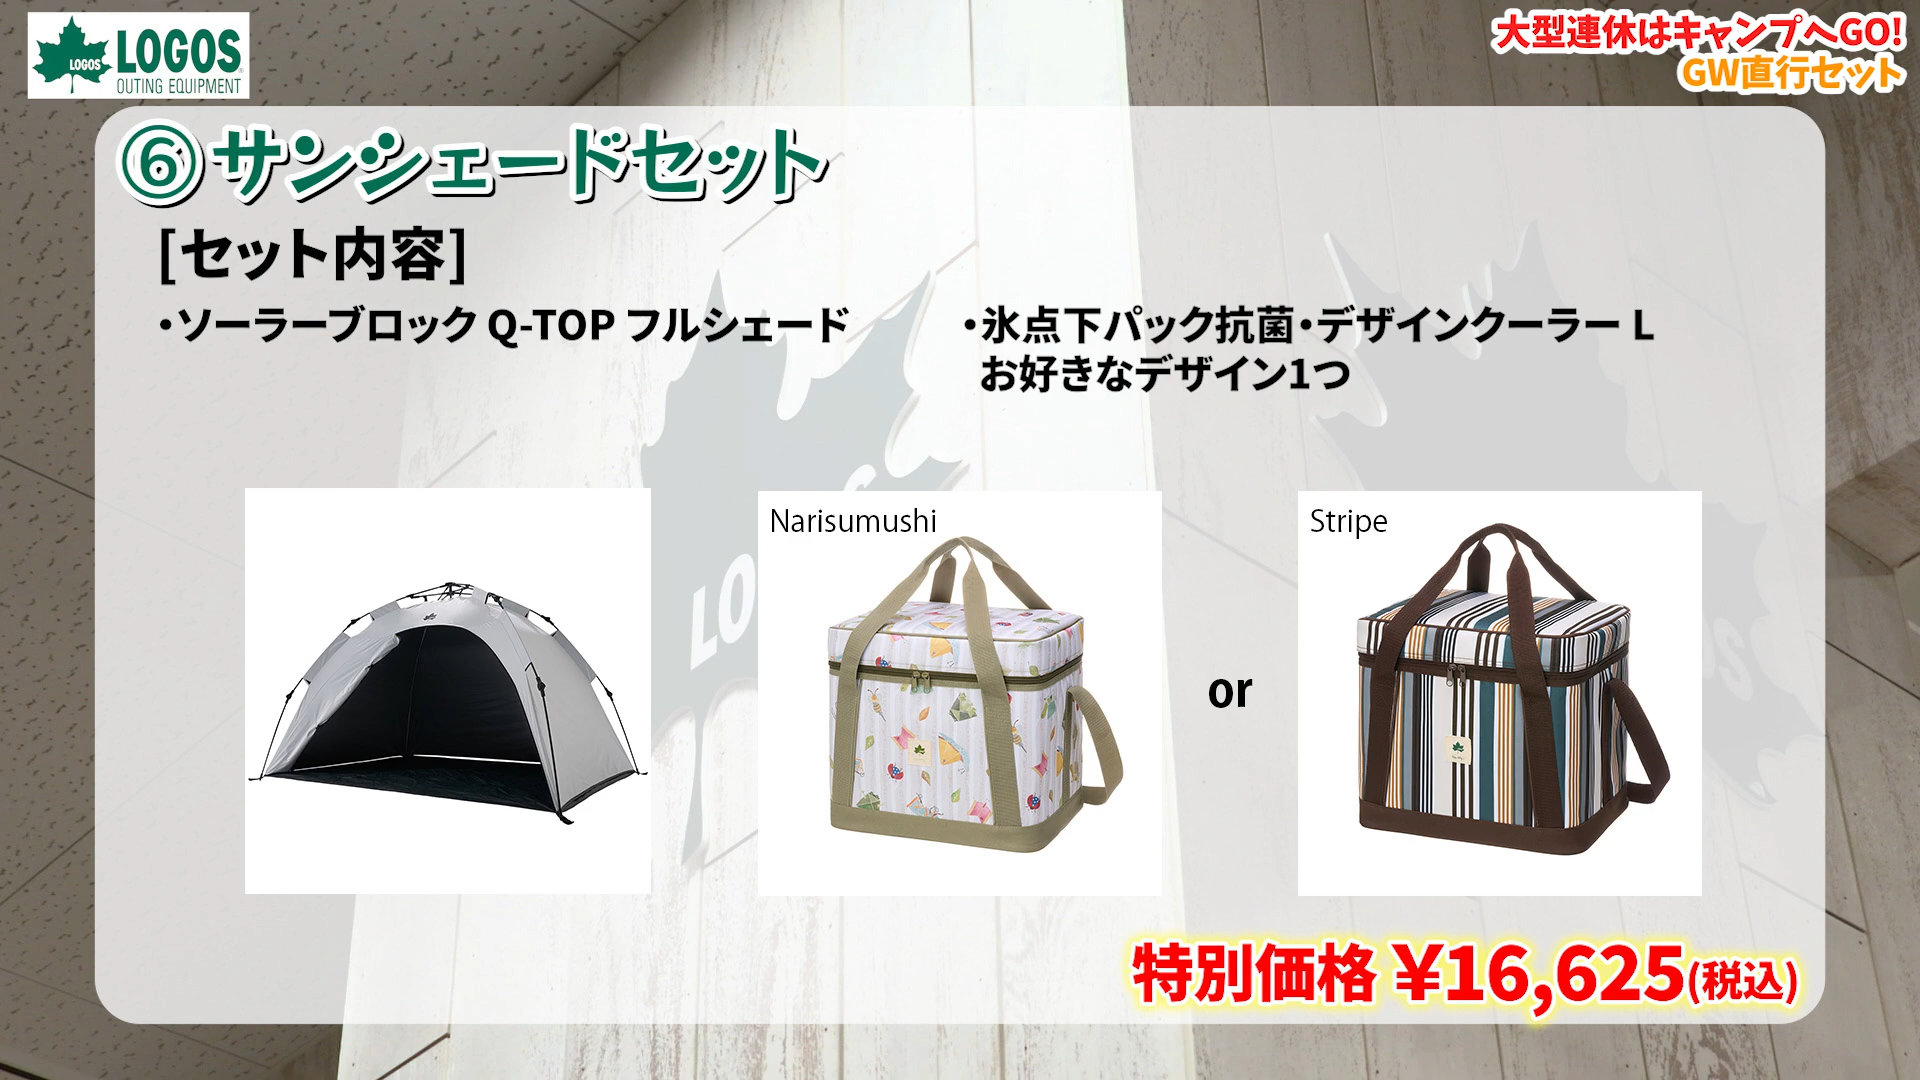 LOGOS
LOGOS
OUTING EQUIPMENT
大型連休はキャンプへGO!
GW直行セット
⑥サンシェードセット
[セット内容]
・ソーラーブロック Q-TOP フルシェード
・氷点下パック抗菌・デザインクーラー L
お好きなデザイン1つ
Narisumushi
or
Stripe
特別価格 ¥16,625(税込)